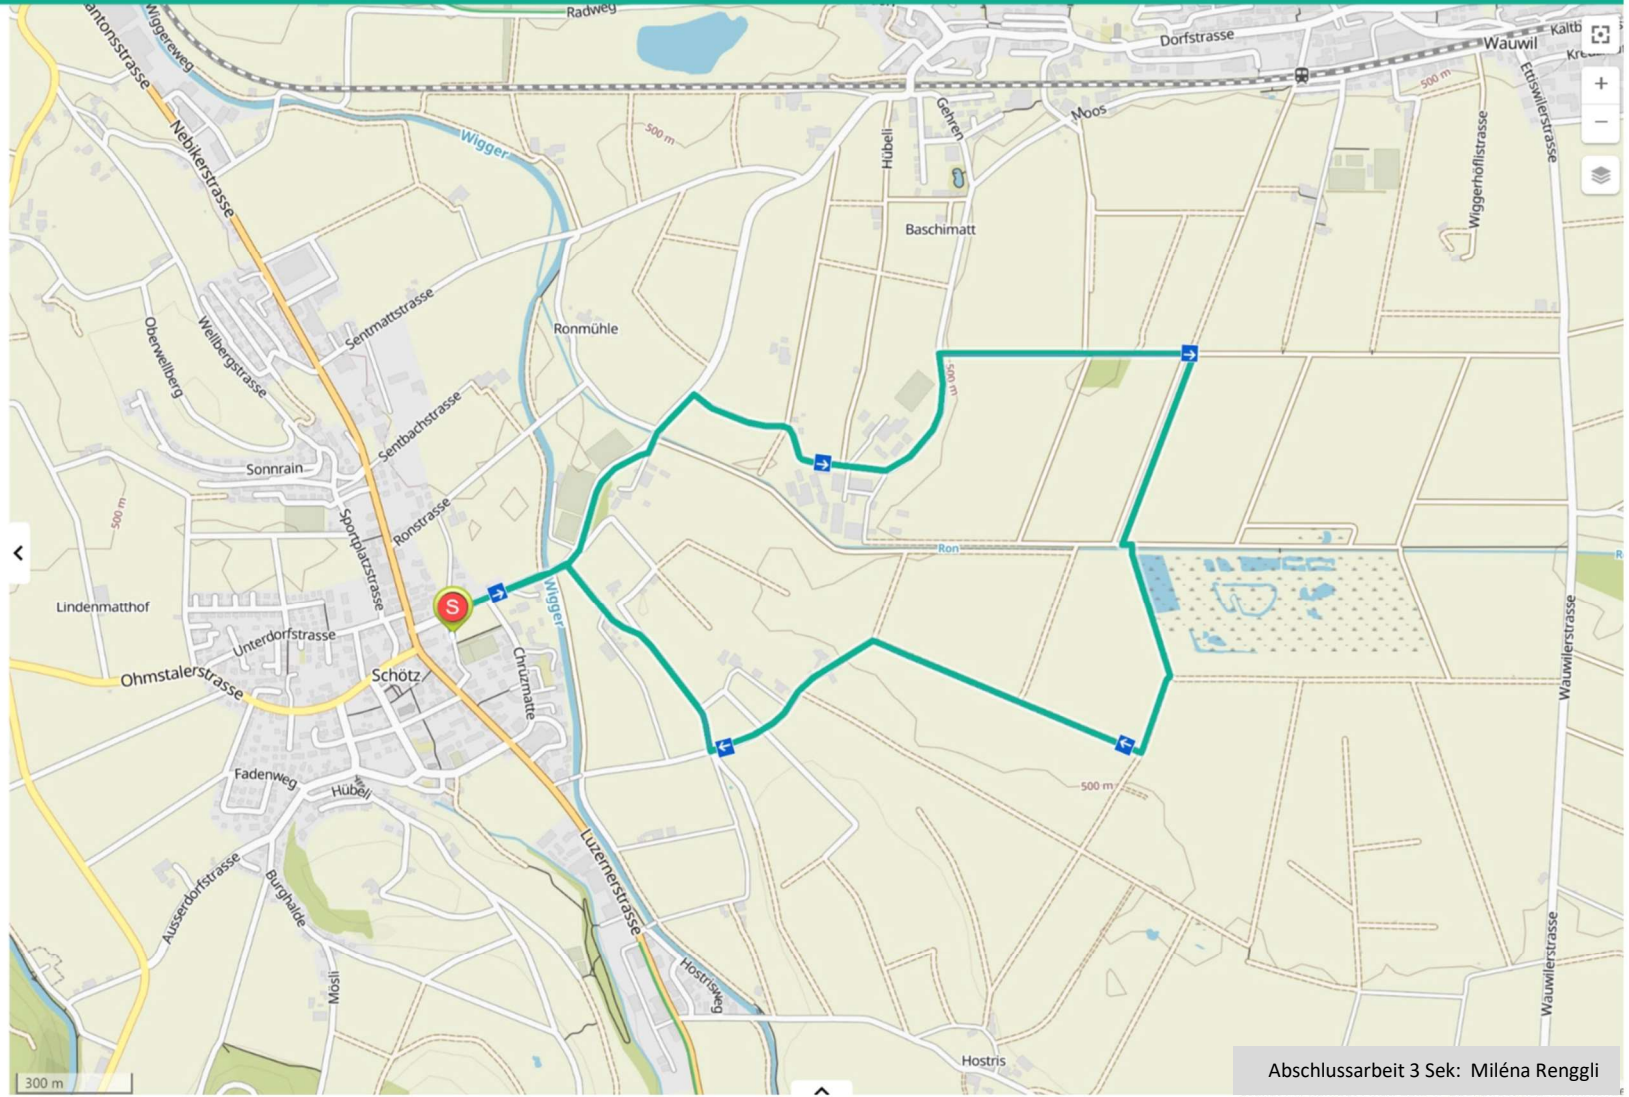 Radweg
Dorfstrasse
Wauwil
Wiggereweg
antonsstrasse
Ettiswilerstrasse
+
−
500 m
500 m
Gehren
Moos
Nebikerstrasse
Wigger
Hübeli
Wiggerhöflistrasse
Baschimatt
Sentmattstrasse
Ronmühle
Oberwellberg
Wellbergstrasse
500 m
Sentbachstrasse
Sonnrain
500 m
Ronstrasse
Sportplatzstrasse
Ron
Wigger
S
Lindenmatthof
Unterdorfstrasse
Ohmstalerstrasse
Schötz
Chrüzmatte
Wauwilerstrasse
Fadenweg
Hübeli
500 m
Luzernerstrasse
Ausserdorfstrasse
Burghalde
Mösli
Hostrisweg
Wauwilerstrasse
Hostris
300 m
Abschlussarbeit 3 Sek: Miléna Renggli